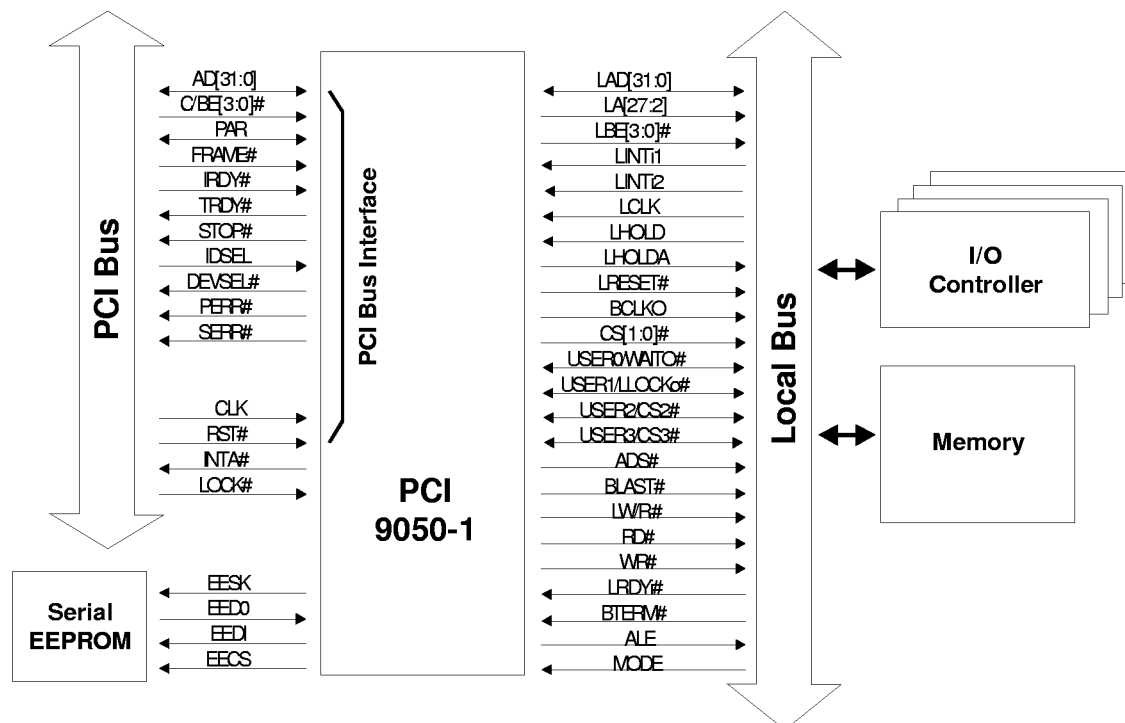 PCI Bus
AD[31:0]
C/BE[3:0]#
PAR
FRAME#
IRDY#
TRDY#
STOP#
IDSEL
DEVSEL#
PERR#
SERR#
CLK
RST#
INTA#
LOCK#
Serial
EEPROM
EESK
EED0
EEDI
EECS
PCI Bus Interface
PCI
9050-1
LAD[31:0]
LA[27:2]
LBE[3:0]#
LINTi1
LINTi2
LCLK
LHOLD
LHOLDA
LRESET#
BCLKO
CS[1:0]#
USER0/WAITO#
USER1/LLOCKo#
USER2/CS2#
USER3/CS3#
ADS#
BLAST#
LW/R#
RD#
WR#
LRDYi#
BTERM#
ALE
MODE
Local Bus
I/O
Controller
Memory